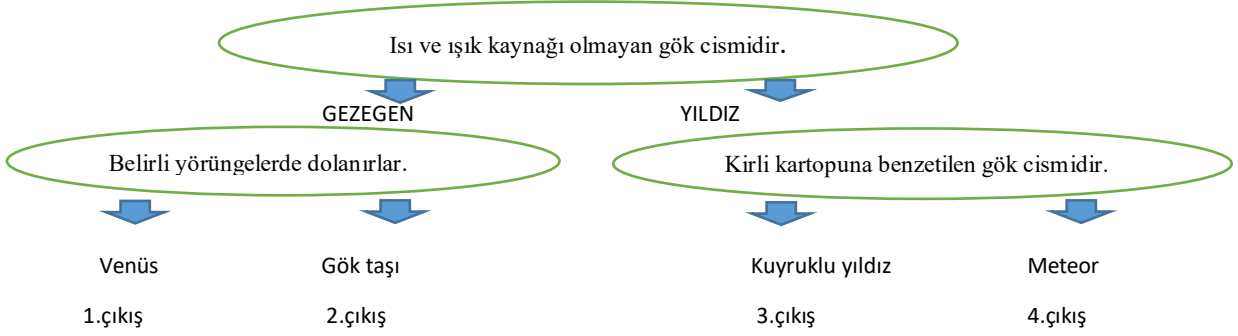 Isı ve ışık kaynağı olmayan gök cismidir.
GEZEGEN YILDIZ
Belirli yörüngelerde dolanırlar. Kirli kartopuna benzetilen gök cismidir.
Venüs Gök taşı Kuyruklu yıldız Meteor
1.çıkış 2.çıkış 3.çıkış 4.çıkış